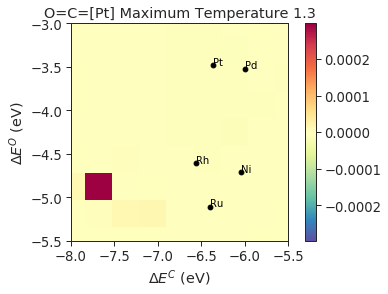 O=C=[Pt] Maximum Temperature 1.3
−3.0
−3.5
−4.0
−4.5
−5.0
−5.5
ΔE^O (eV)
Pt
Pd
Rh
Ni
Ru
−8.0 −7.5 −7.0 −6.5 −6.0 −5.5
ΔE^C (eV)
0.0002
0.0001
0.0000
−0.0001
−0.0002